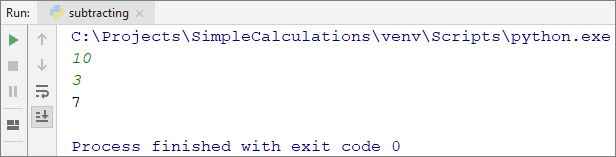 Run: subtracting
C:\Projects\SimpleCalculations\venv\Scripts\python.exe
10
3
7
Process finished with exit code 0